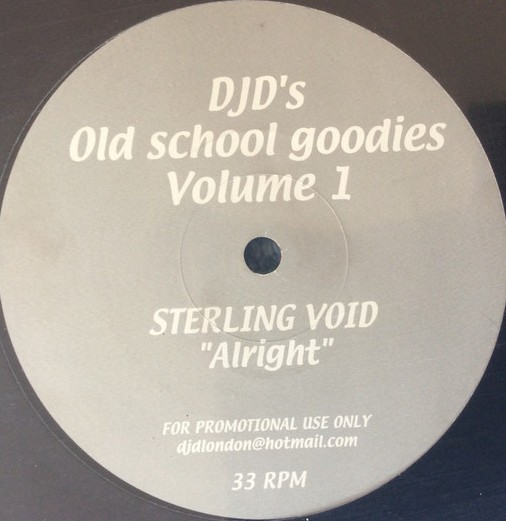 DJD's
Old school goodies
Volume 1
STERLING VOID
"Alright"
FOR PROMOTIONAL USE ONLY
djdlondon@hotmail.com
33 RPM